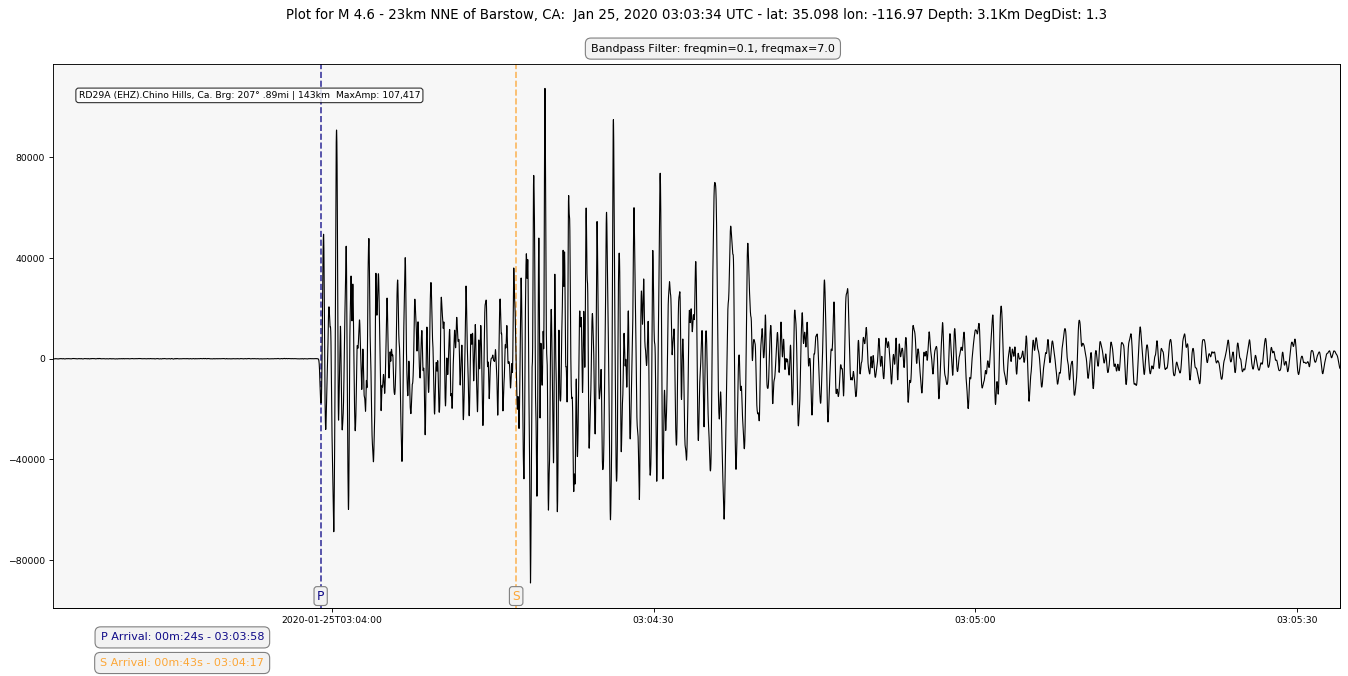 Plot for M 4.6 - 23km NNE of Barstow, CA:  Jan 25, 2020 03:03:34 UTC - lat: 35.098 lon: -116.97 Depth: 3.1Km DegDist: 1.3
Bandpass Filter: freqmin=0.1, freqmax=7.0
RD29A (EHZ).Chino Hills, Ca. Brg: 207° .89mi | 143km  MaxAmp: 107,417
80000
40000
0
−40000
−80000
P
S
2020-01-25T03:04:00
03:04:30
03:05:00
03:05:30
P Arrival: 00m:24s - 03:03:58
S Arrival: 00m:43s - 03:04:17